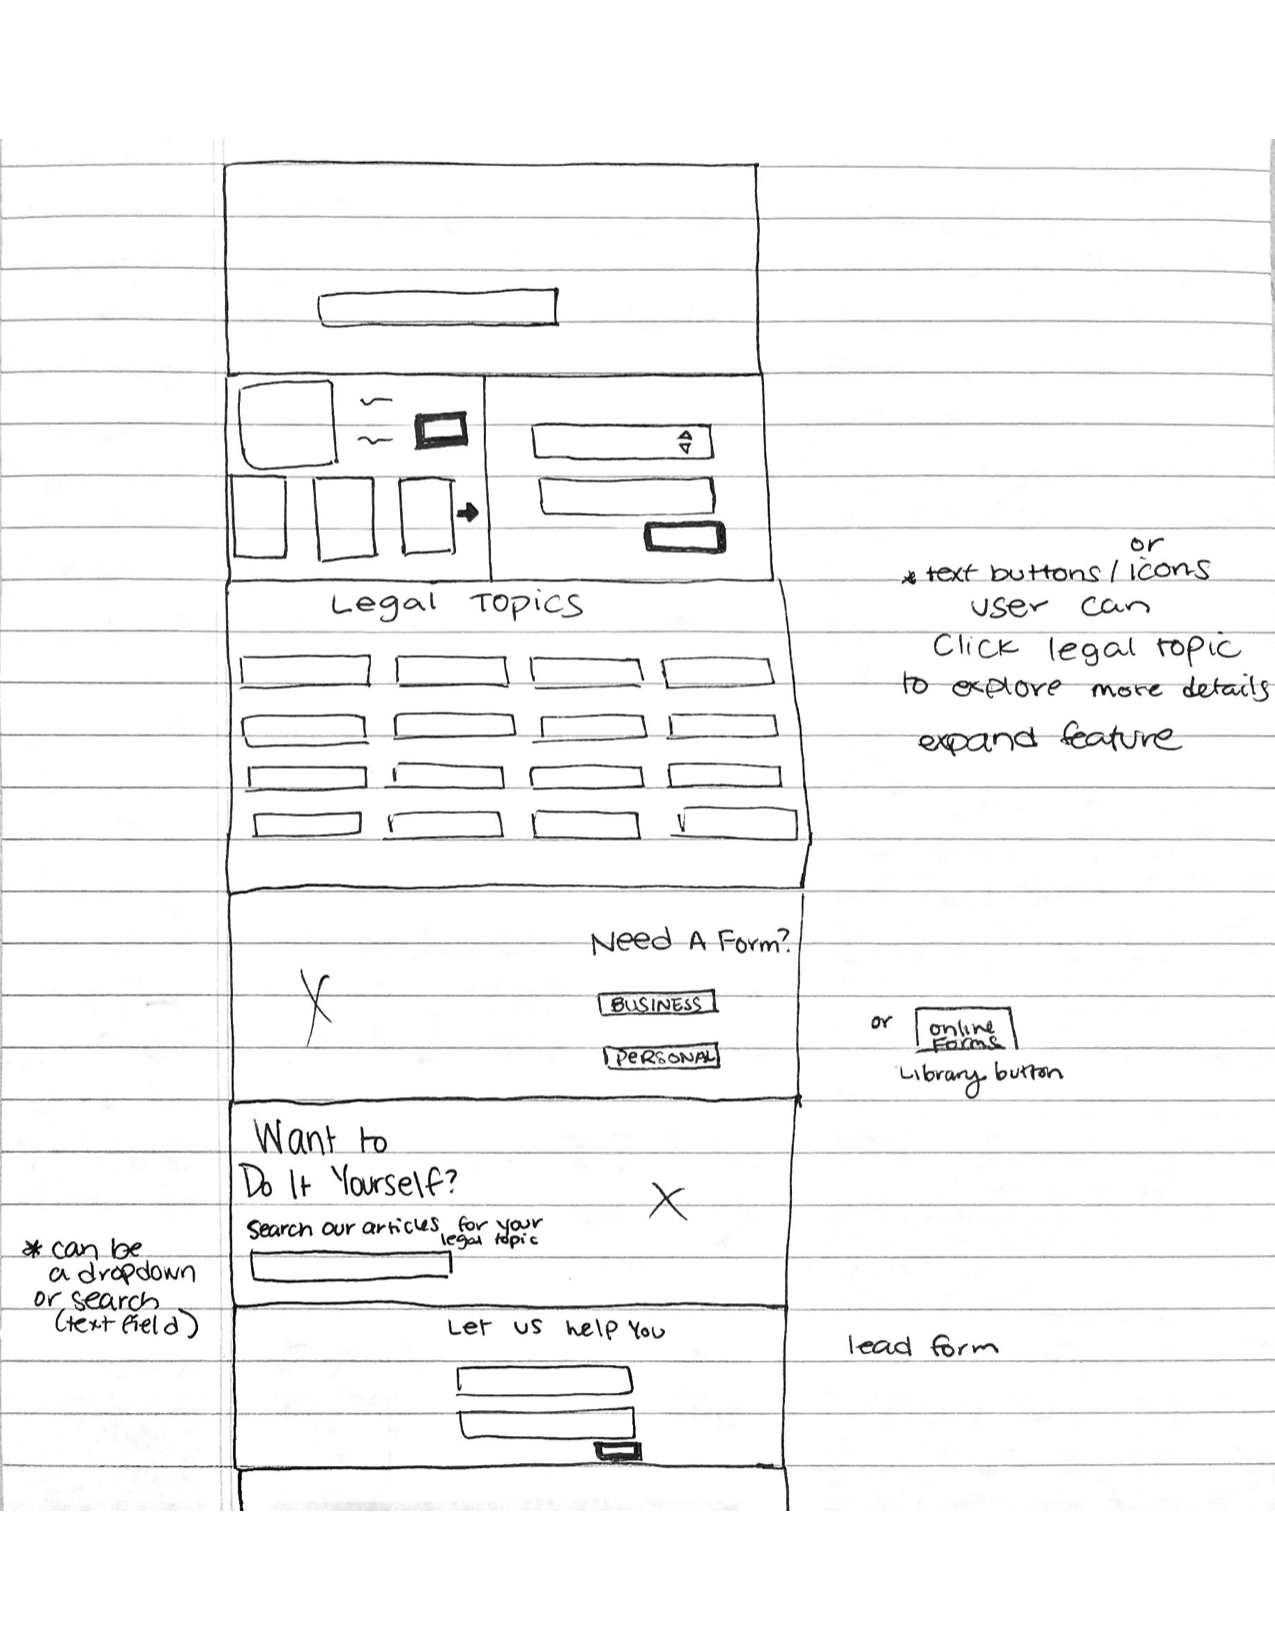 or
* text buttons / icons
user can
Click legal topic
to explore more details
expand feature
Legal Topics
Need A Form?
BUSINESS
PERSONAL
or
online
Forms
Library button
Want to
Do It Yourself?
Search our articles for your
legal topic
* can be
a dropdown
or search
(text field)
Let us help you
lead form